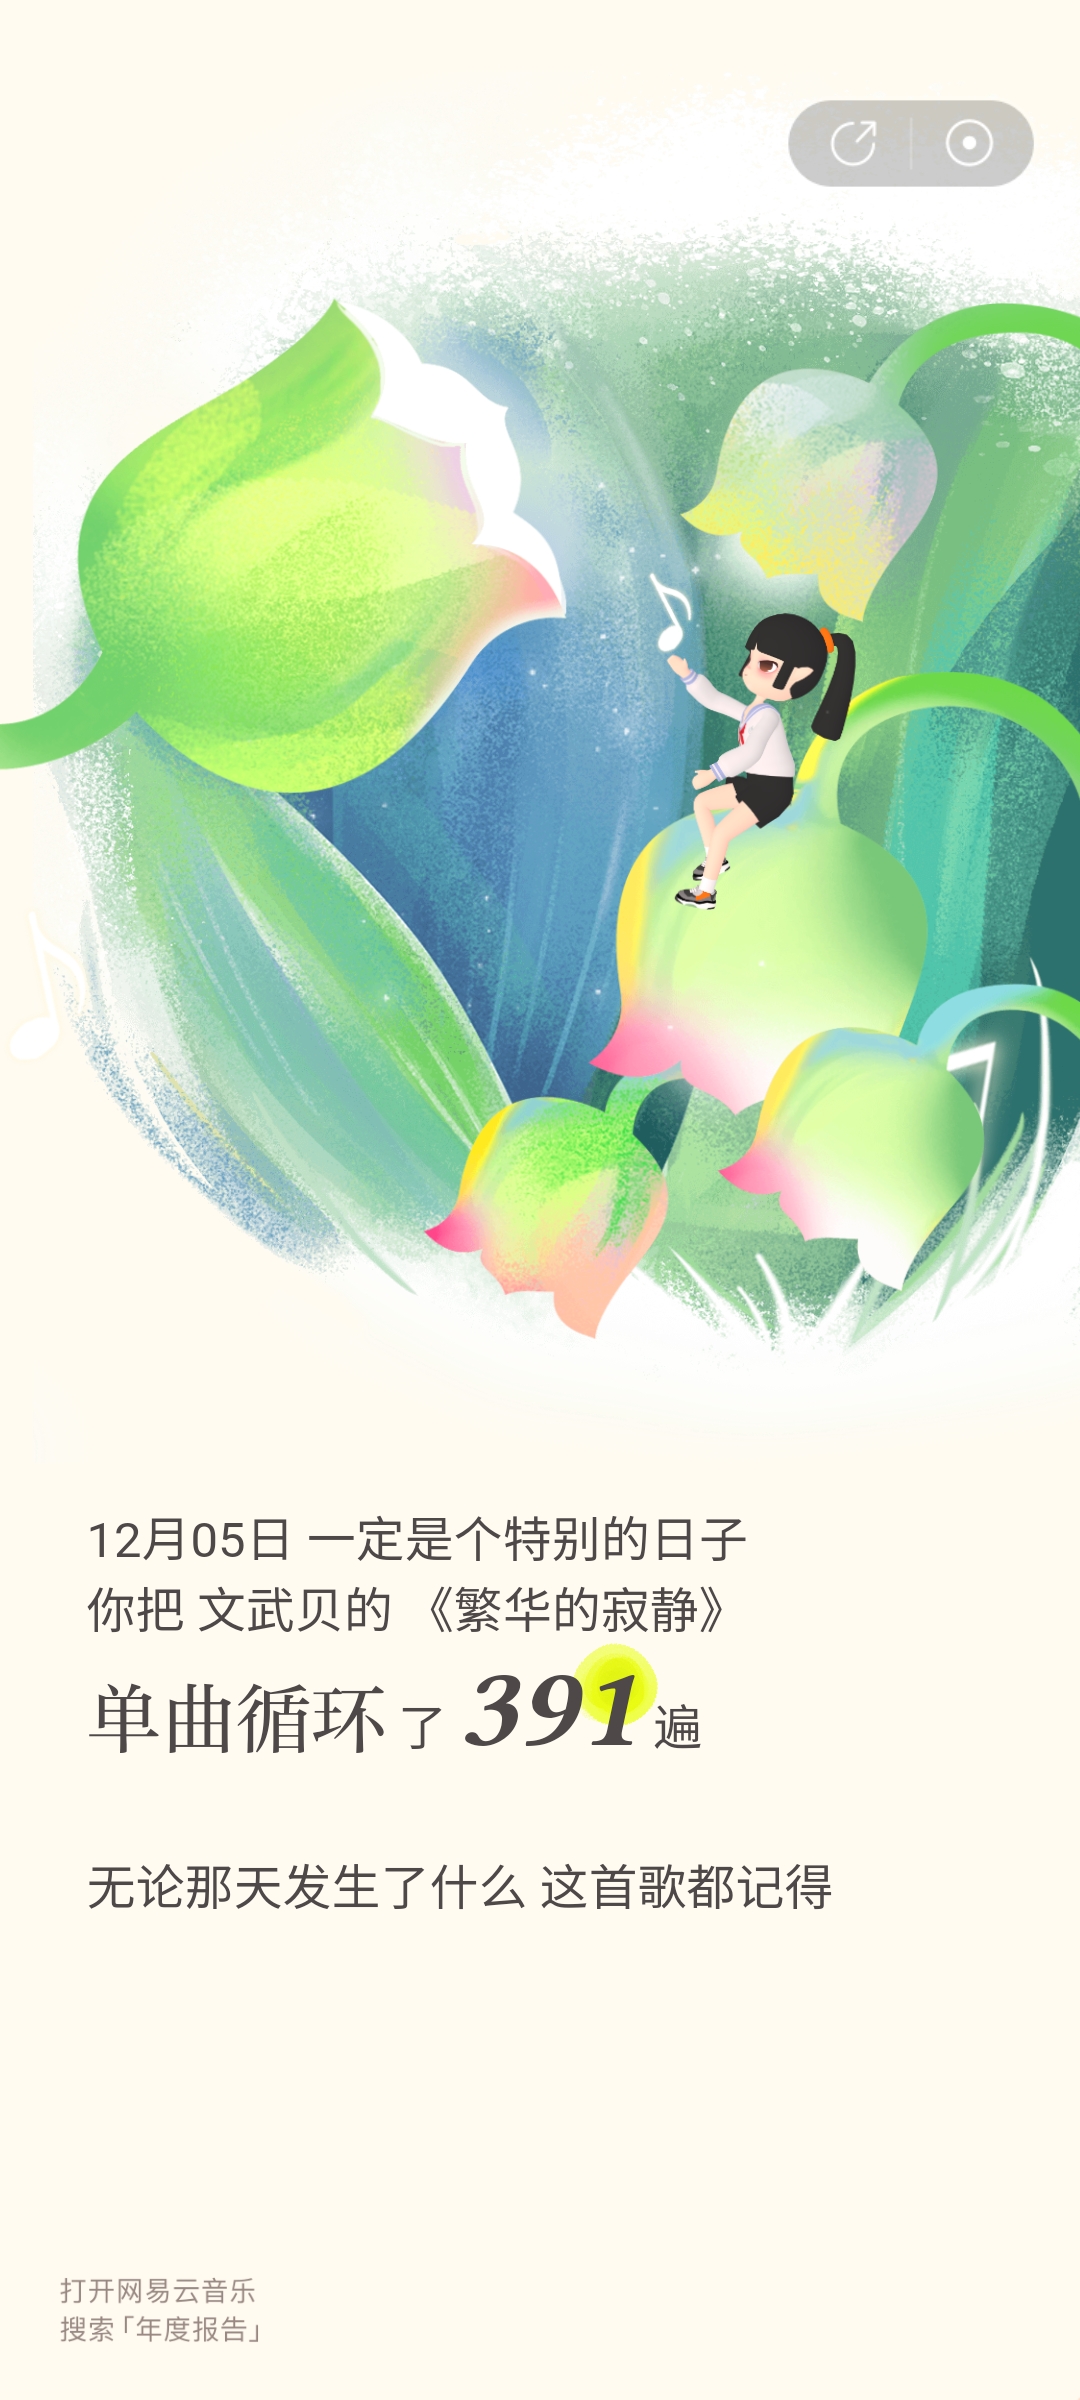 12月05日 一定是个特别的日子
你把 文武贝的 《繁华的寂静》
单曲循环 了 391 遍
无论那天发生了什么 这首歌都记得
打开网易云音乐
搜索「年度报告」